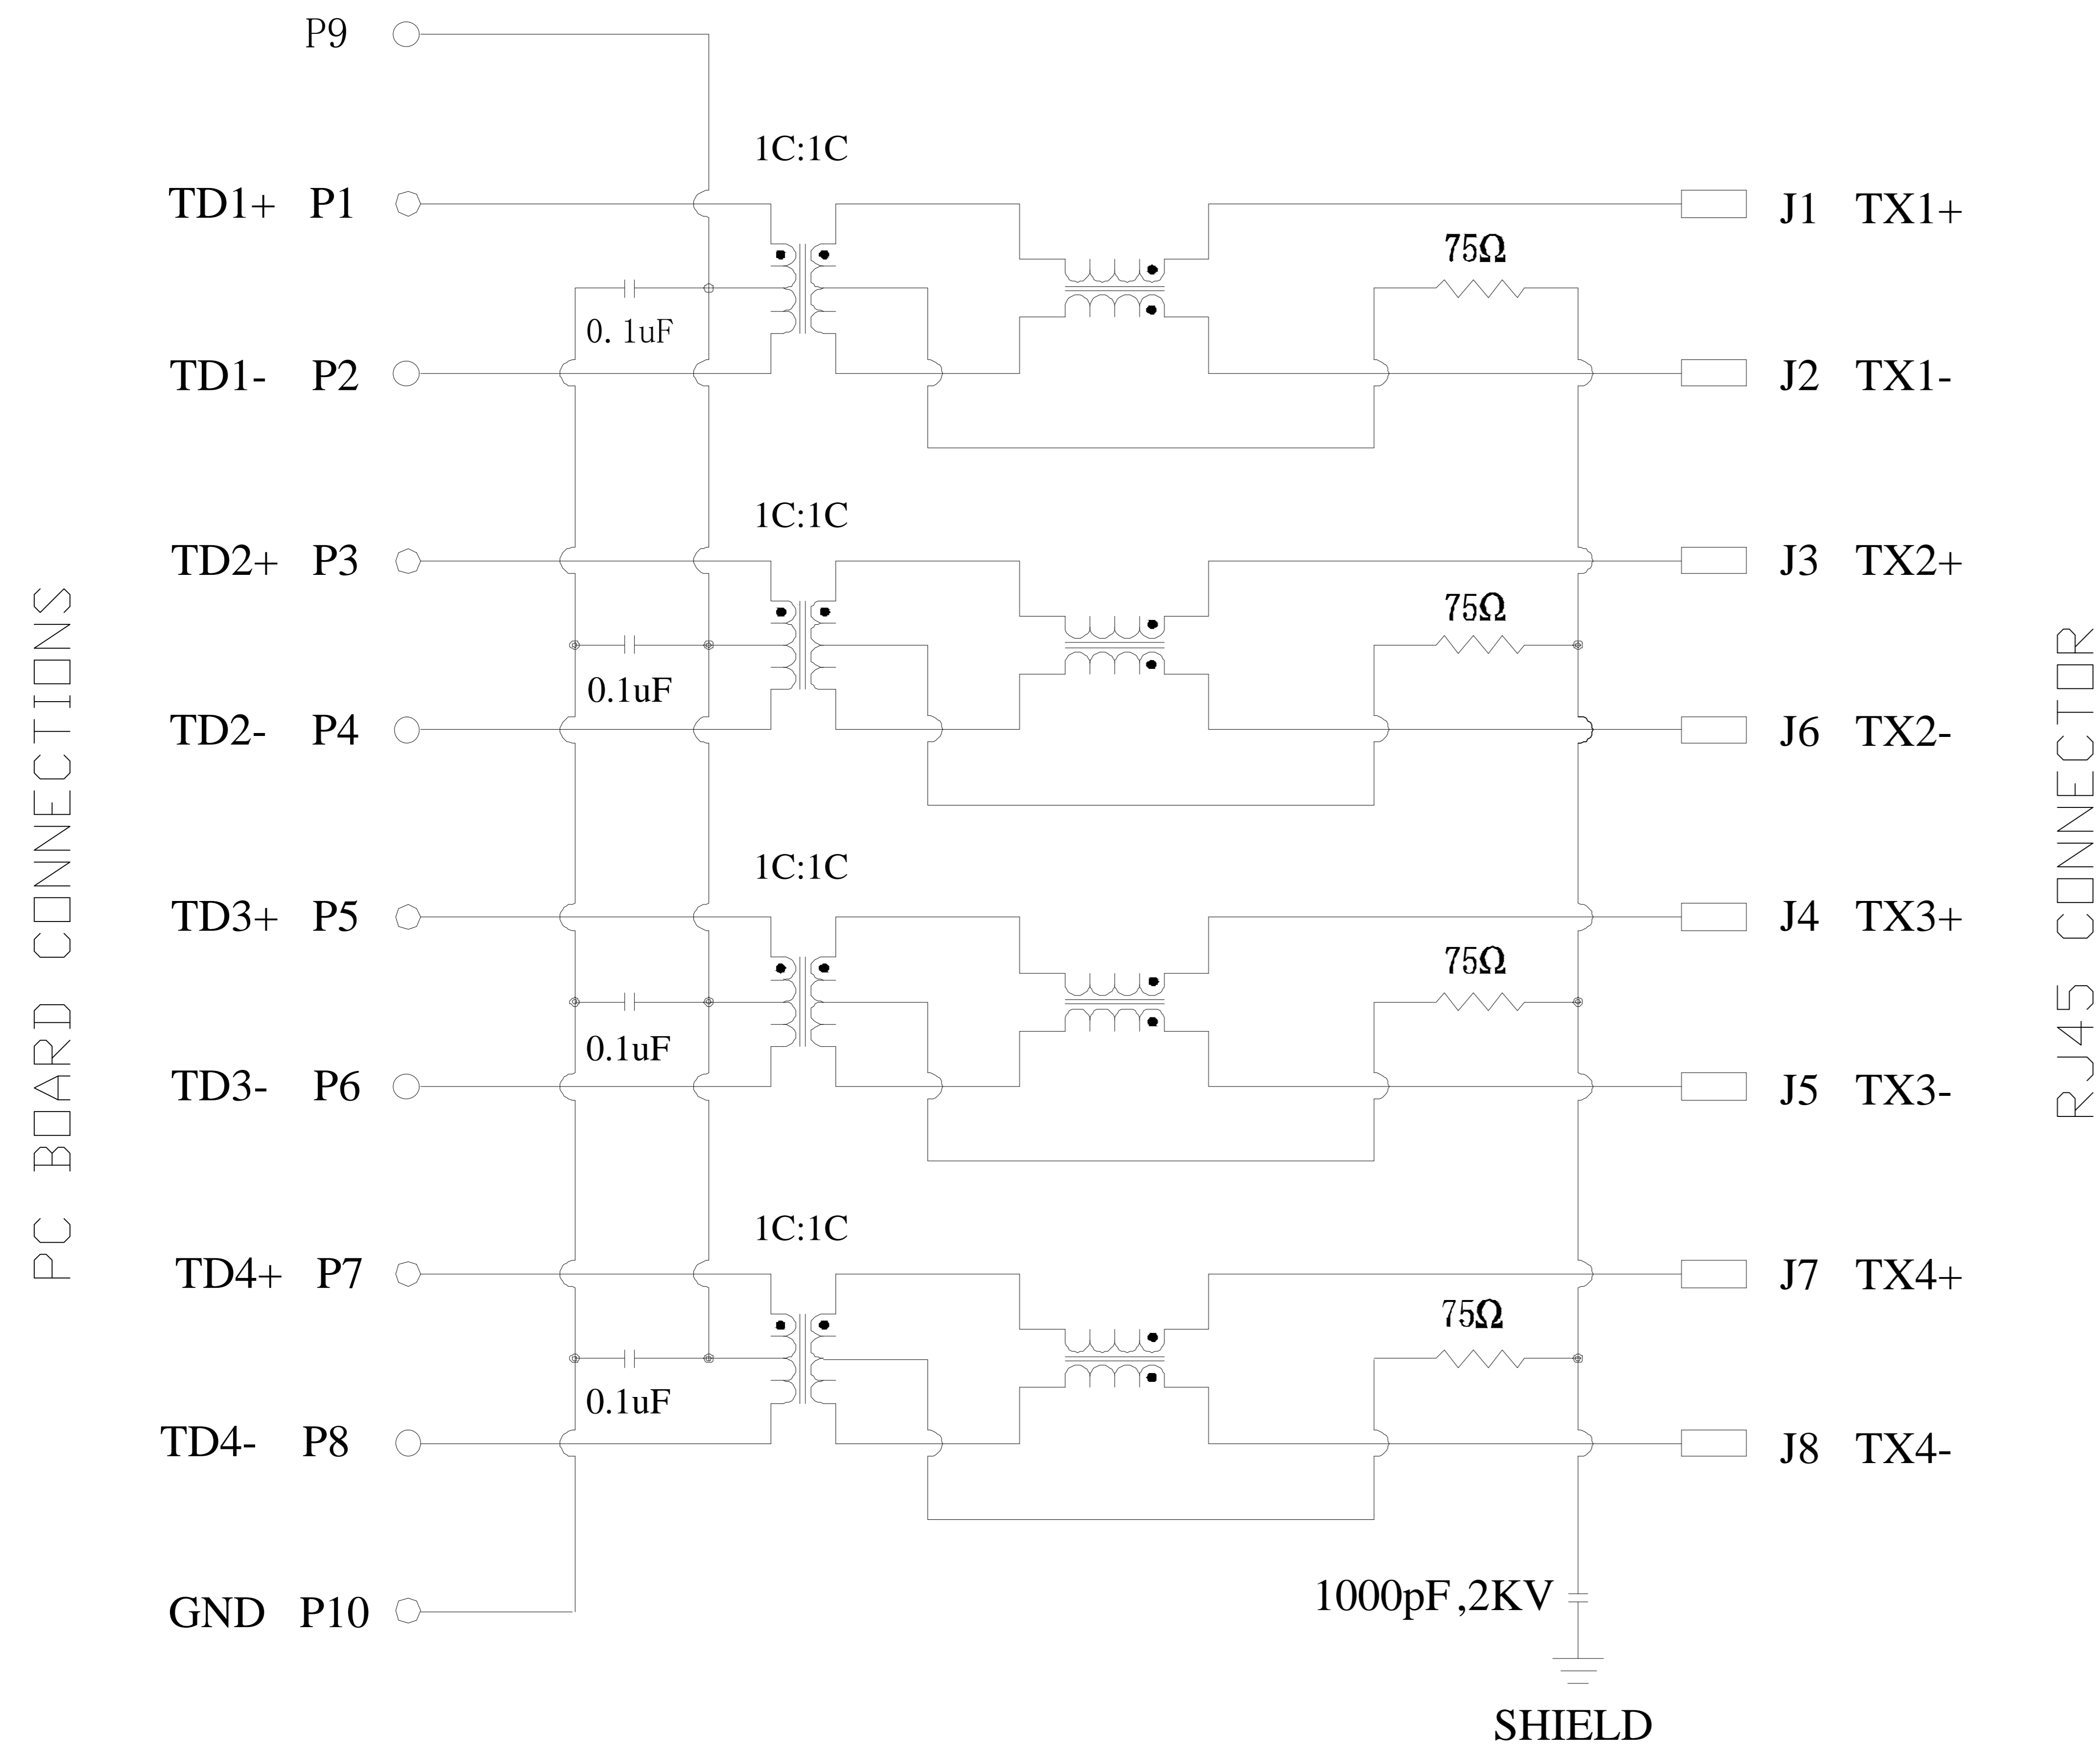 P9
1C:1C
TD1+ P1
J1 TX1+
75Ω
0.1uF
TD1- P2
J2 TX1-
1C:1C
TD2+ P3
J3 TX2+
75Ω
0.1uF
TD2- P4
J6 TX2-
PC BOARD CONNECTIONS
RJ45 CONNECTOR
1C:1C
TD3+ P5
J4 TX3+
75Ω
0.1uF
TD3- P6
J5 TX3-
1C:1C
TD4+ P7
J7 TX4+
75Ω
0.1uF
TD4- P8
J8 TX4-
1000pF,2KV
GND P10
SHIELD